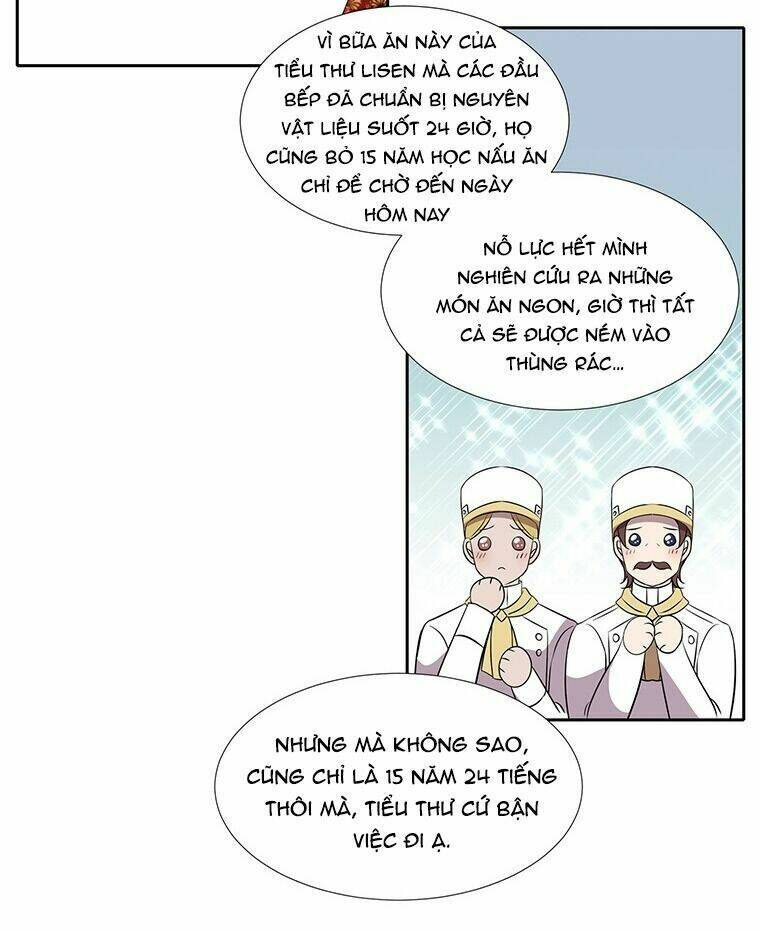 VÌ BỮA ĂN NÀY CỦA
TIỂU THƯ LISEN MÀ CÁC ĐẦU
BẾP ĐÃ CHUẨN BỊ NGUYÊN
VẬT LIỆU SUỐT 24 GIỜ, HỌ
CŨNG BỎ 15 NĂM HỌC NẤU ĂN
CHỈ ĐỂ CHỜ ĐẾN NGÀY
HÔM NAY
NỖ LỰC HẾT MÌNH
NGHIÊN CỨU RA NHỮNG
MÓN ĂN NGON, GIỜ THÌ TẤT
CẢ SẼ ĐƯỢC NÉM VÀO
THÙNG RÁC...
NHƯNG MÀ KHÔNG SAO,
CŨNG CHỈ LÀ 15 NĂM 24 TIẾNG
THÔI MÀ, TIỂU THƯ CỨ BẬN
VIỆC ĐI Ạ.